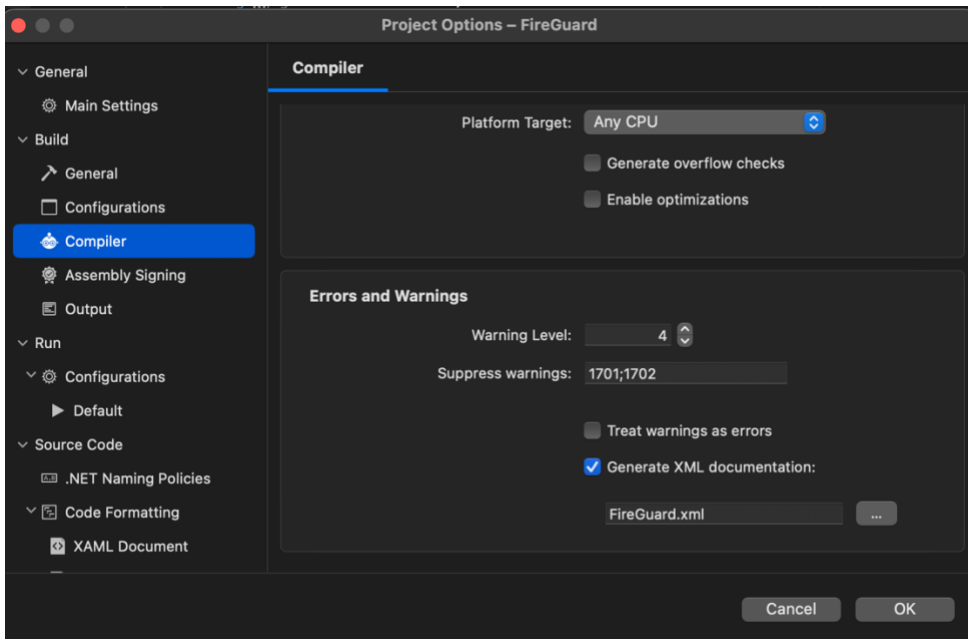 Project Options – FireGuard
General
Main Settings
Build
General
Configurations
Compiler
Assembly Signing
Output
Run
Configurations
Default
Source Code
.NET Naming Policies
Code Formatting
XAML Document
Compiler
Platform Target: Any CPU
Generate overflow checks
Enable optimizations
Errors and Warnings
Warning Level: 4
Suppress warnings: 1701;1702
Treat warnings as errors
Generate XML documentation:
FireGuard.xml ...
Cancel OK